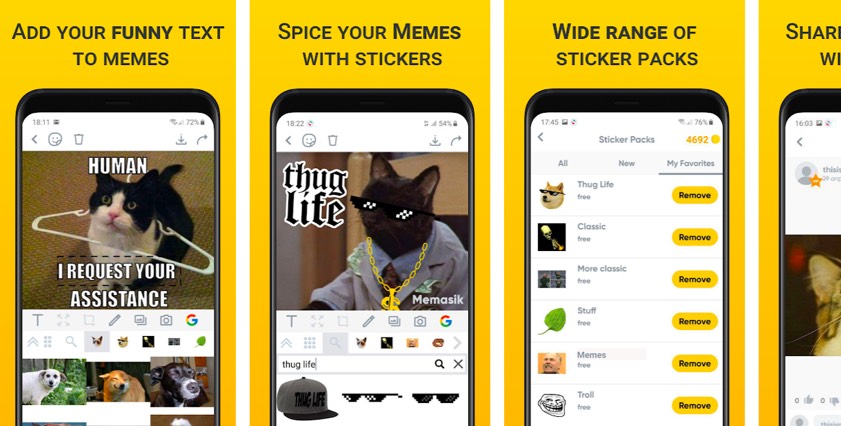 ADD YOUR FUNNY TEXT
TO MEMES
18:11
72%
HUMAN
I REQUEST YOUR
ASSISTANCE
T
SPICE YOUR MEMES
WITH STICKERS
18:22
54%
thug
life
Memasik
T
thug life
THUG LIFE
WIDE RANGE OF
STICKER PACKS
17:45
76%
Sticker Packs
4692
All
New
My Favorites
Thug Life
free
Remove
Classic
free
Remove
More classic
free
Remove
Stuff
free
Remove
Memes
free
Remove
Troll
free
Remove
SHAR
WI
16:03
thisis
0
0